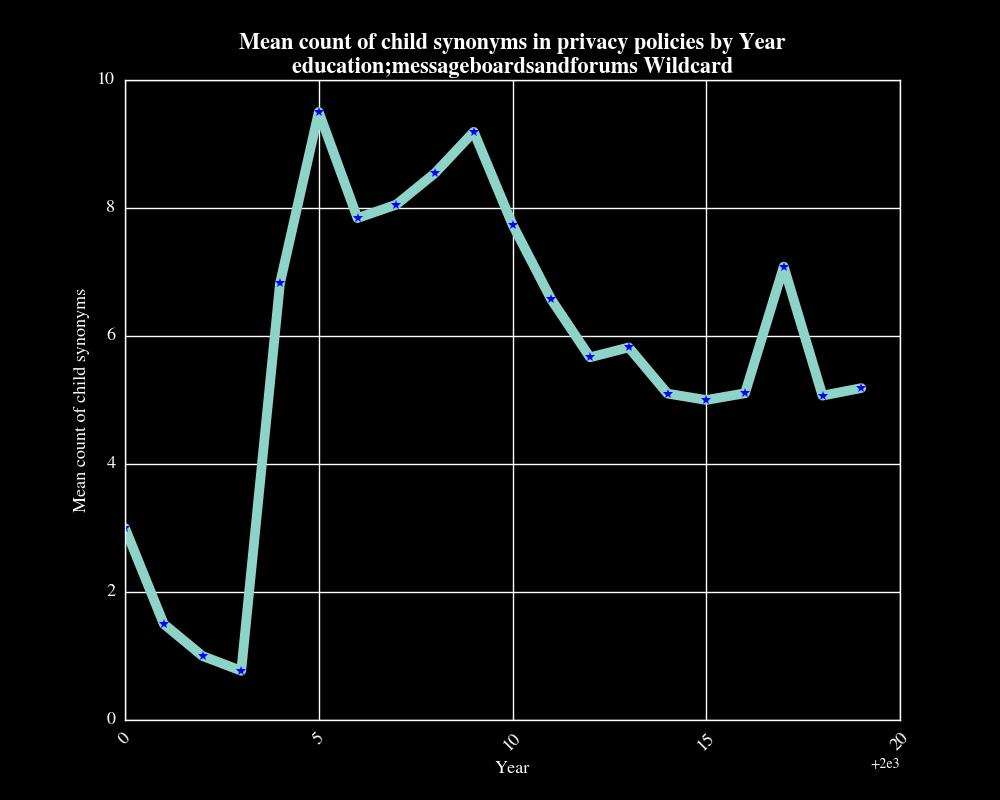 Mean count of child synonyms in privacy policies by Year
education;messageboardsandforums Wildcard
10
8
6
4
2
0
Mean count of child synonyms
0
5
10
15
20
Year
+2e3